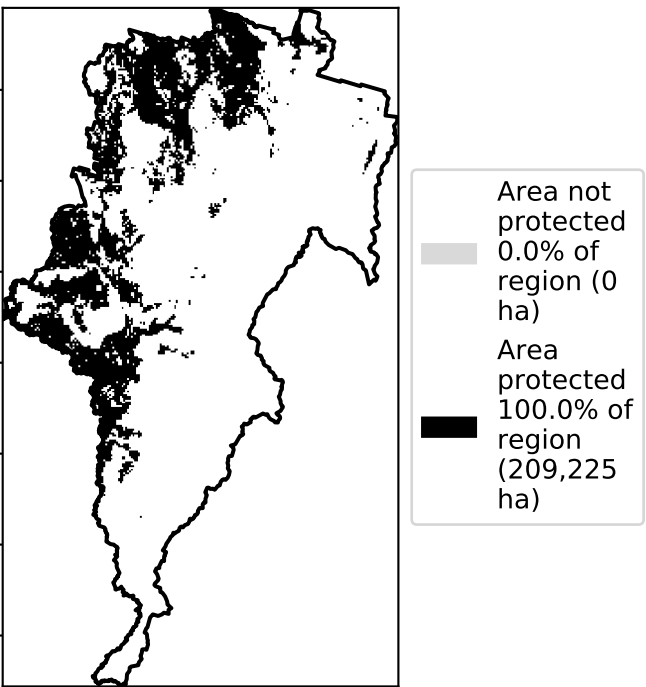 Area not
protected
0.0% of
region (0
ha)
Area
protected
100.0% of
region
(209,225
ha)